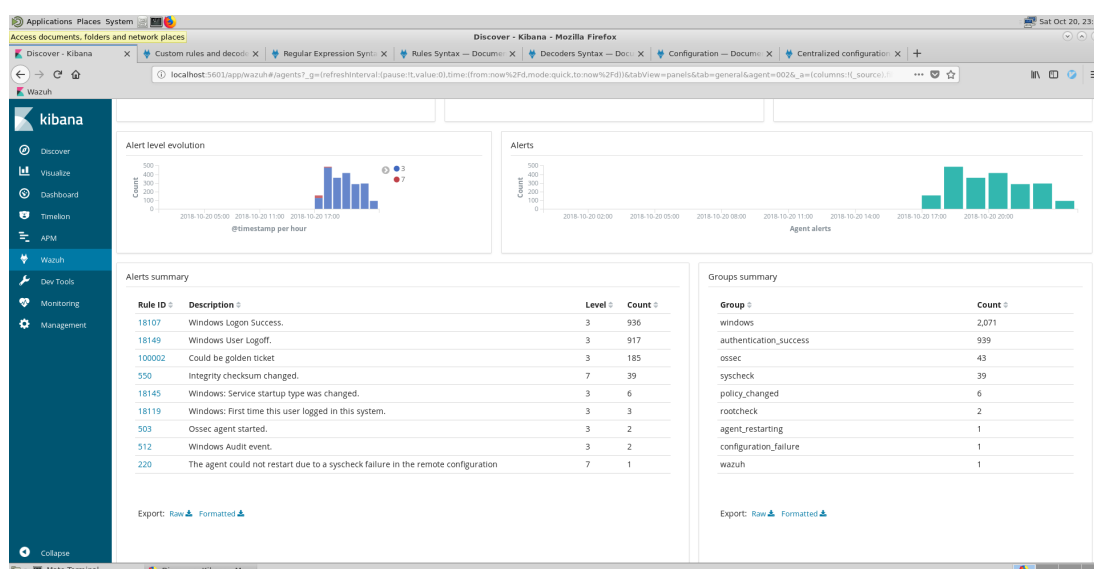 Applications Places System
Sat Oct 20, 23:
Access documents, folders and network places
Discover - Kibana - Mozilla Firefox
Discover - Kibana
Custom rules and decode
Regular Expression Synta
Rules Syntax — Docume
Decoders Syntax — Doc
Configuration — Docume
Centralized configuration
localhost:5601/app/wazuh#/agents?_g=(refreshInterval:(pause:!t,value:0),time:(from:now%2Fd,mode:quick,to:now%2Fd))&tabView=panels&tab=general&agent=002&_a=(columns:!(_source),
Wazuh
kibana
Discover
Visualize
Dashboard
Timelion
APM
Wazuh
Dev Tools
Monitoring
Management
Collapse
Alert level evolution
Count
500
400
300
200
100
0
2018-10-20 05:00 2018-10-20 11:00 2018-10-20 17:00
@timestamp per hour
3
7
Alerts
Count
500
400
300
200
100
0
2018-10-20 02:00 2018-10-20 05:00 2018-10-20 08:00 2018-10-20 11:00 2018-10-20 14:00 2018-10-20 17:00 2018-10-20 20:00
Agent alerts
Alerts summary
Rule ID Description Level Count
18107 Windows Logon Success. 3 936
18149 Windows User Logoff. 3 917
100002 Could be golden ticket 3 185
550 Integrity checksum changed. 7 39
18145 Windows: Service startup type was changed. 3 6
18119 Windows: First time this user logged in this system. 3 3
503 Ossec agent started. 3 2
512 Windows Audit event. 3 2
220 The agent could not restart due to a syscheck failure in the remote configuration 7 1
Export: Raw Formatted
Groups summary
Group Count
windows 2,071
authentication_success 939
ossec 43
syscheck 39
policy_changed 6
rootcheck 2
agent_restarting 1
configuration_failure 1
wazuh 1
Export: Raw Formatted